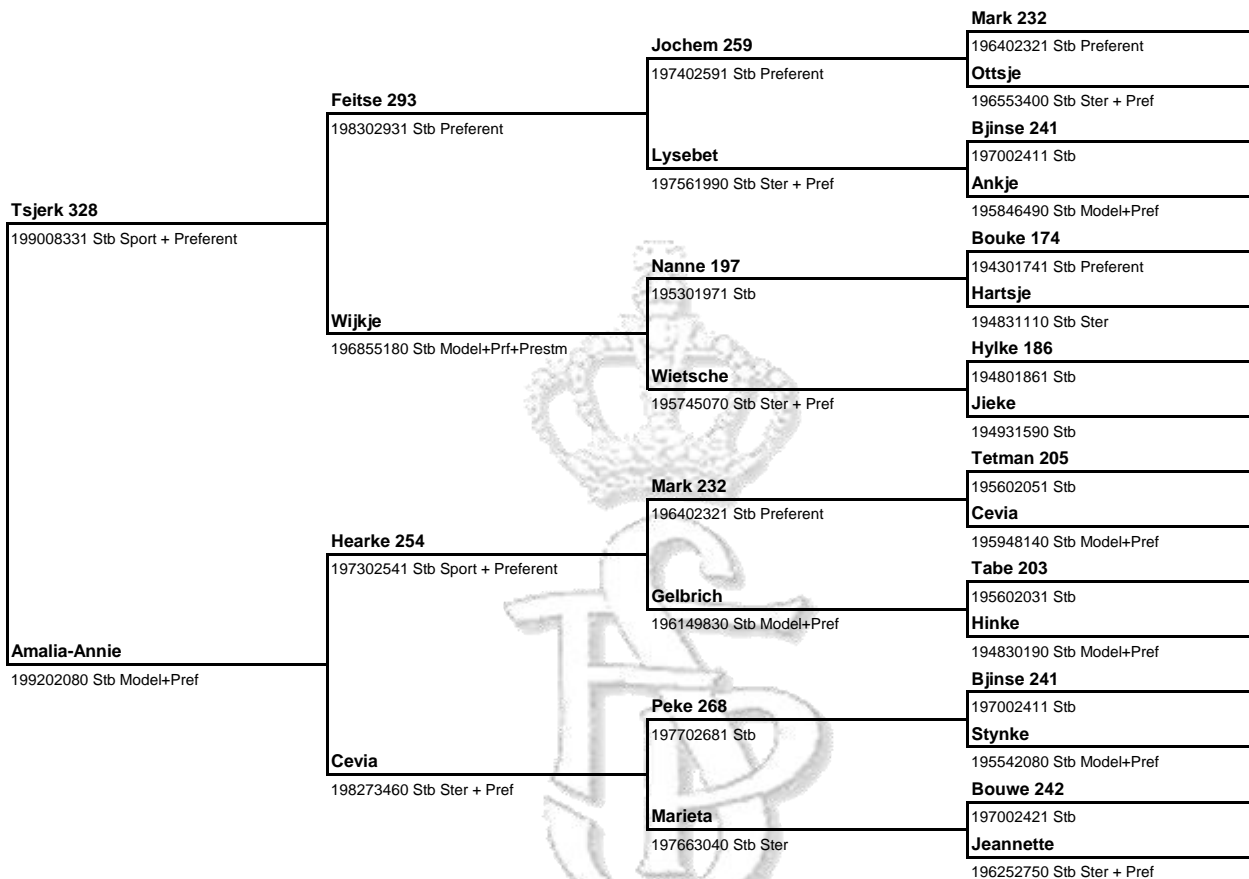 Mark 232
Jochem 259
196402321 Stb Preferent
197402591 Stb Preferent
Ottsje
Feitse 293
196553400 Stb Ster + Pref
198302931 Stb Preferent
Bjinse 241
Lysebet
197002411 Stb
197561990 Stb Ster + Pref
Ankje
Tsjerk 328
195846490 Stb Model+Pref
199008331 Stb Sport + Preferent
Bouke 174
Nanne 197
194301741 Stb Preferent
195301971 Stb
Hartsje
Wijkje
194831110 Stb Ster
196855180 Stb Model+Prf+Prestm
Hylke 186
Wietsche
194801861 Stb
195745070 Stb Ster + Pref
Jieke
194931590 Stb
Tetman 205
Mark 232
195602051 Stb
196402321 Stb Preferent
Cevia
Hearke 254
195948140 Stb Model+Pref
197302541 Stb Sport + Preferent
Tabe 203
Gelbrich
195602031 Stb
196149830 Stb Model+Pref
Hinke
Amalia-Annie
194830190 Stb Model+Pref
199202080 Stb Model+Pref
Bjinse 241
Peke 268
197002411 Stb
197702681 Stb
Stynke
Cevia
195542080 Stb Model+Pref
198273460 Stb Ster + Pref
Bouwe 242
Marieta
197002421 Stb
197663040 Stb Ster
Jeannette
196252750 Stb Ster + Pref